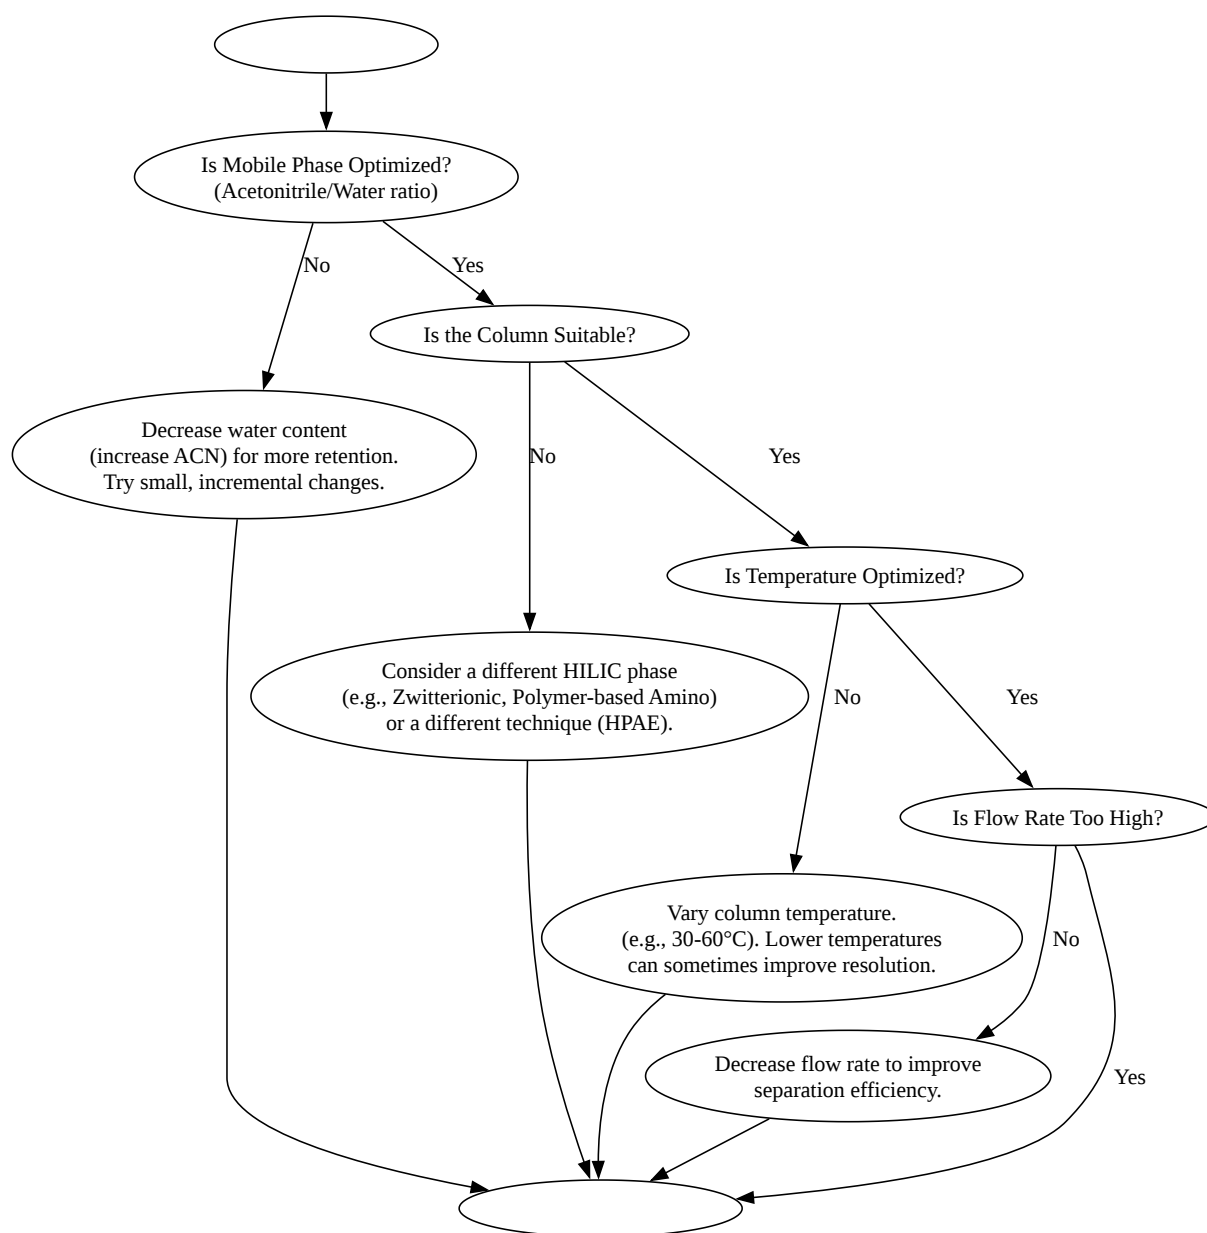 Is Mobile Phase Optimized?
(Acetonitrile/Water ratio)
No
Yes
Is the Column Suitable?
Decrease water content
(increase ACN) for more retention.
Try small, incremental changes.
No
Yes
Is Temperature Optimized?
Consider a different HILIC phase
(e.g., Zwitterionic, Polymer-based Amino)
or a different technique (HPAE).
No
Yes
Is Flow Rate Too High?
Vary column temperature.
(e.g., 30-60°C). Lower temperatures
can sometimes improve resolution.
No
Decrease flow rate to improve
separation efficiency.
Yes